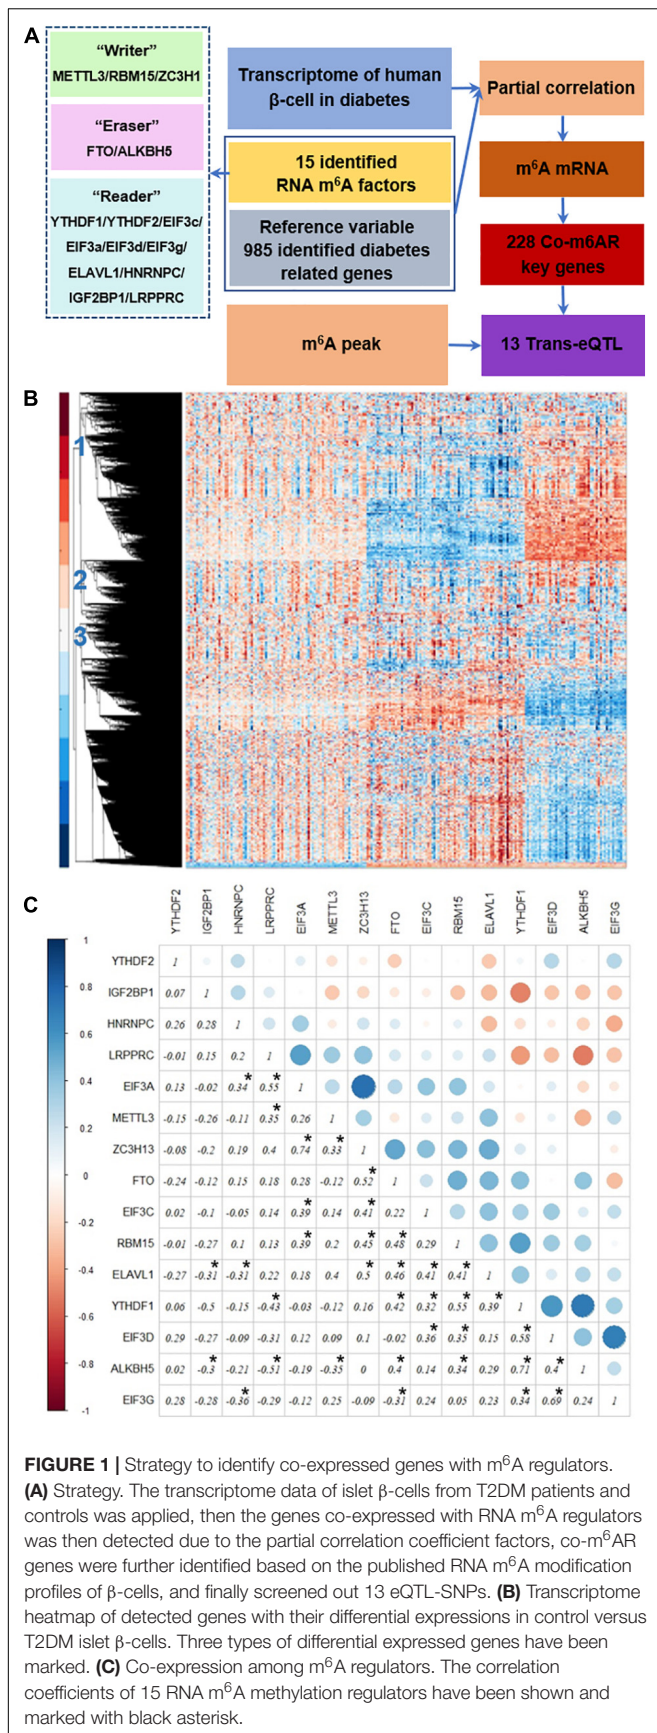 A
“Writer”
METTL3/RBM15/ZC3H1
“Eraser”
FTO/ALKBH5
“Reader”
YTHDF1/YTHDF2/EIF3c/
EIF3a/EIF3d/EIF3g/
ELAVL1/HNRNPC/
IGF2BP1/LRPPRC
Transcriptome of human
β-cell in diabetes
15 identified
RNA m⁶A factors
Reference variable
985 identified diabetes
related genes
m⁶A peak
Partial correlation
m⁶A mRNA
228 Co-m6AR
key genes
13 Trans-eQTL
B
1
2
3
C
YTHDF2 IGF2BP1 HNRNPC LRPPRC EIF3A METTL3 ZC3H13 FTO EIF3C RBM15 ELAVL1 YTHDF1 EIF3D ALKBH5 EIF3G
1
0.8
0.6
0.4
0.2
0
-0.2
-0.4
-0.6
-0.8
-1
YTHDF2 1
IGF2BP1 0.07 1
HNRNPC 0.26 0.28 1
LRPPRC -0.01 0.15 0.2 1
EIF3A 0.13 -0.02 0.34* 0.55* 1
METTL3 -0.15 -0.26 -0.11 0.35* 0.26 1
ZC3H13 -0.08 -0.2 0.19 0.4 0.74* 0.33* 1
FTO -0.24 -0.12 0.15 0.18 0.28 -0.12 0.52* 1
EIF3C 0.02 -0.1 -0.05 0.14 0.39* 0.14 0.41* 0.22 1
RBM15 -0.01 -0.27 0.1 0.13 0.39* 0.2 0.45* 0.48* 0.29 1
ELAVL1 -0.27 -0.31* -0.31* 0.22 0.18 0.4 0.5* 0.46* 0.41* 0.41* 1
YTHDF1 0.06 -0.5 -0.15 -0.43* -0.03 -0.12 0.16 0.42* 0.32* 0.55* 0.39* 1
EIF3D 0.29 -0.27 -0.09 -0.31 0.12 0.09 0.1 -0.02 0.36* 0.35* 0.15 0.58* 1
ALKBH5 0.02 -0.3* -0.21 -0.51* -0.19 -0.35* 0 0.4* 0.14 0.34* 0.29 0.71* 0.4* 1
EIF3G 0.28 -0.28 -0.36* -0.29 -0.12 0.25 -0.09 -0.31* 0.24 0.05 0.23 0.34* 0.69* 0.24 1
FIGURE 1 | Strategy to identify co-expressed genes with m⁶A regulators.
(A) Strategy. The transcriptome data of islet β-cells from T2DM patients and
controls was applied, then the genes co-expressed with RNA m⁶A regulators
was then detected due to the partial correlation coefficient factors, co-m⁶AR
genes were further identified based on the published RNA m⁶A modification
profiles of β-cells, and finally screened out 13 eQTL-SNPs. (B) Transcriptome
heatmap of detected genes with their differential expressions in control versus
T2DM islet β-cells. Three types of differential expressed genes have been
marked. (C) Co-expression among m⁶A regulators. The correlation
coefficients of 15 RNA m⁶A methylation regulators have been shown and
marked with black asterisk.